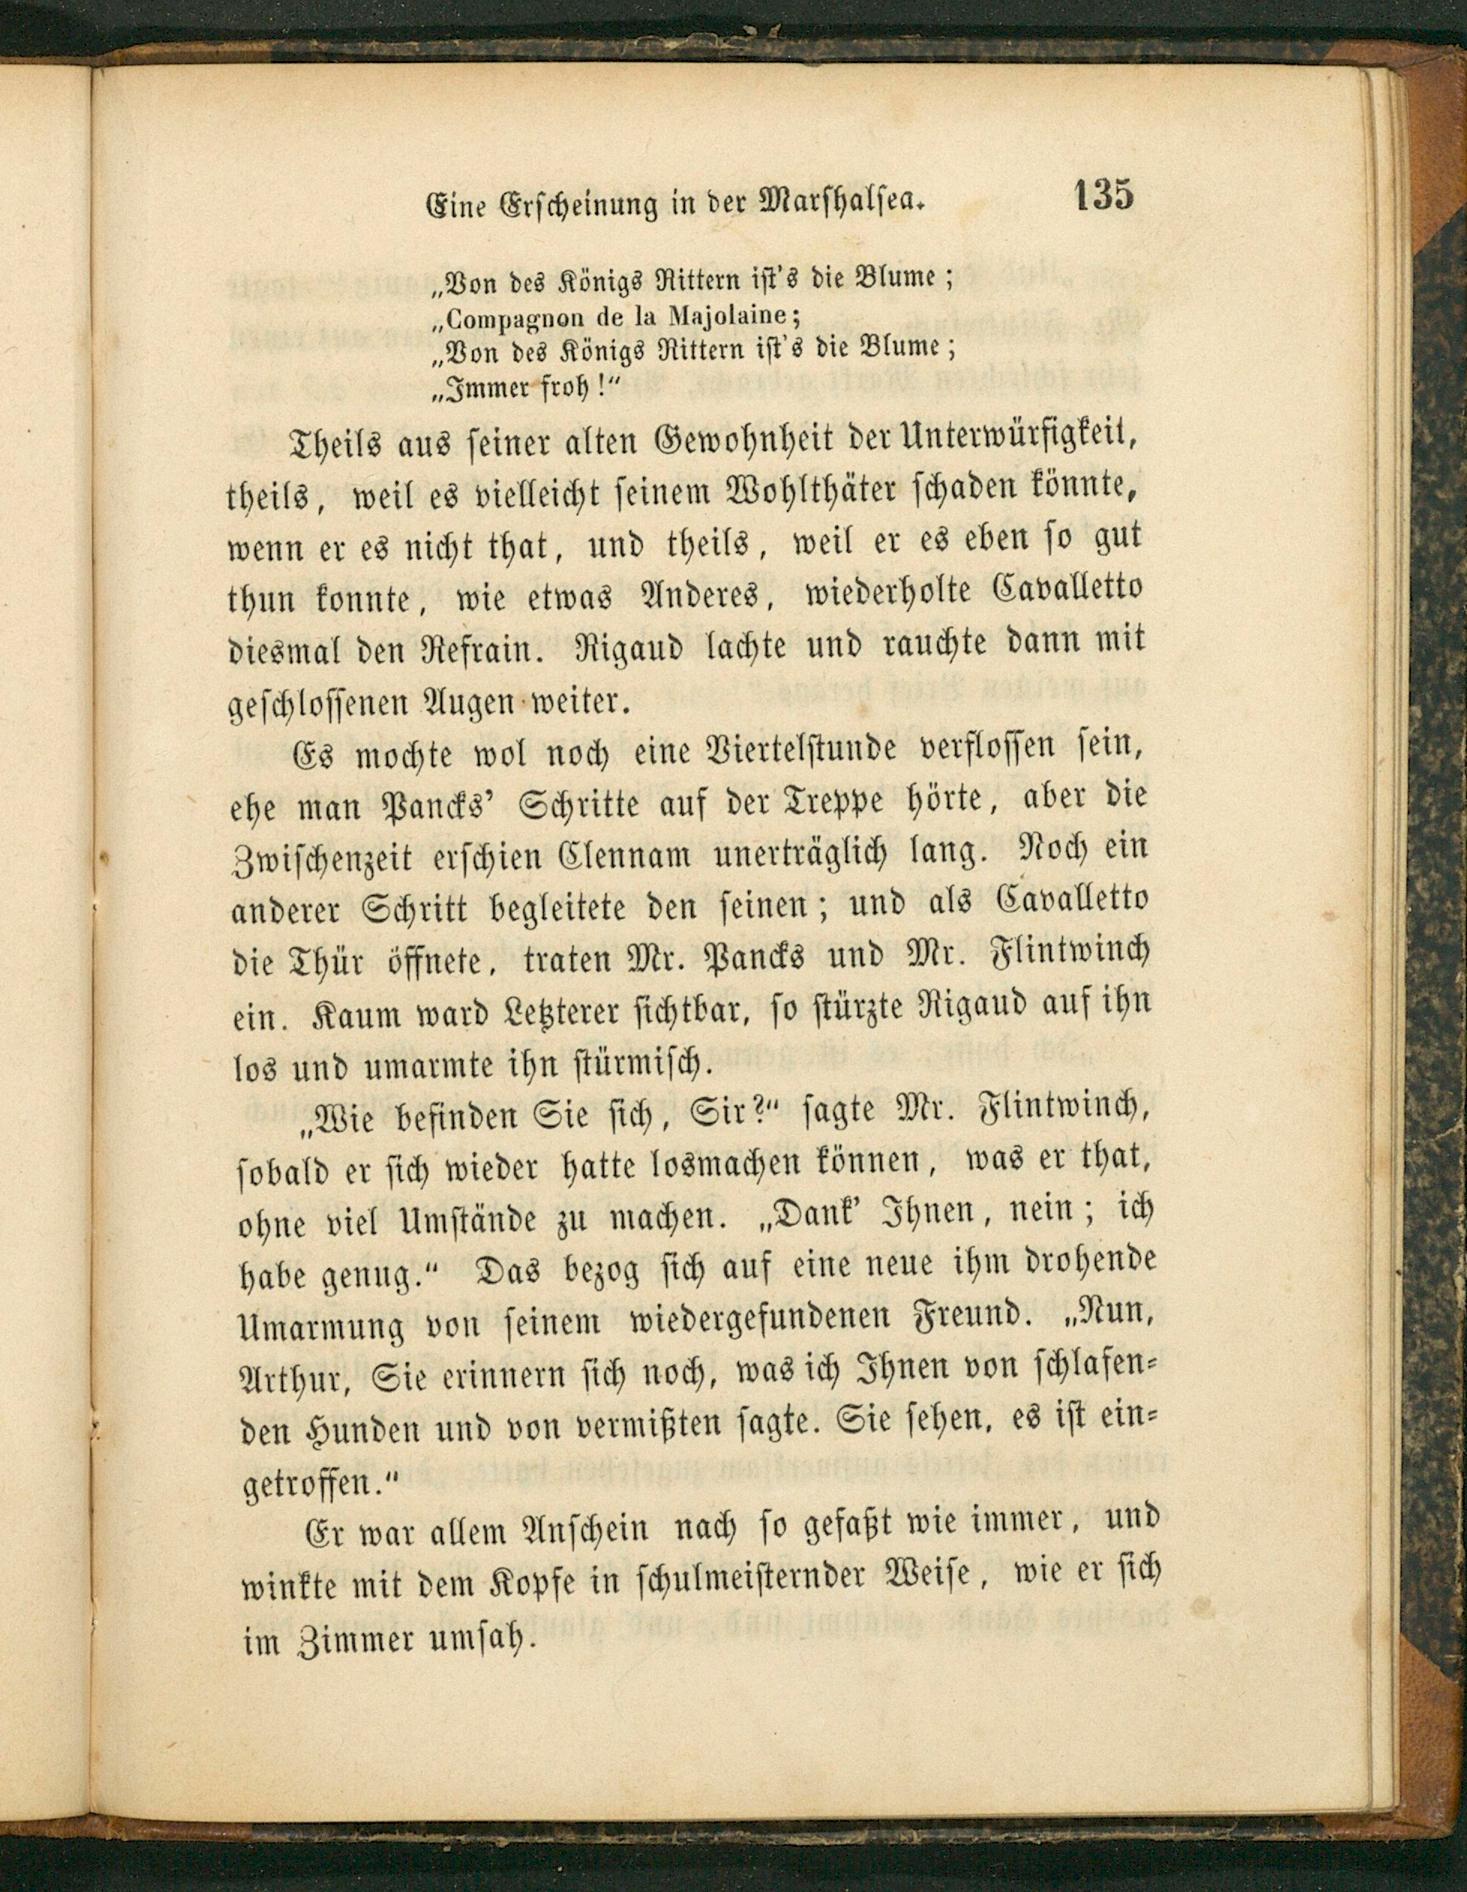 Eine Erscheinung in der Marshalsea. 135
„Von des Königs Rittern ist's die Blume;
„Compagnon de la Majolaine;
„Von des Königs Rittern ist's die Blume;
„Immer froh!“
Theils aus seiner alten Gewohnheit der Unterwürfigkeit,
theils, weil es vielleicht seinem Wohlthäter schaden könnte,
wenn er es nicht that, und theils, weil er es eben so gut
thun konnte, wie etwas Anderes, wiederholte Cavalletto
diesmal den Refrain. Rigaud lachte und rauchte dann mit
geschlossenen Augen weiter.
Es mochte wol noch eine Viertelstunde verflossen sein,
ehe man Pancks' Schritte auf der Treppe hörte, aber die
Zwischenzeit erschien Clennam unerträglich lang. Noch ein
anderer Schritt begleitete den seinen; und als Cavalletto
die Thür öffnete, traten Mr. Pancks und Mr. Flintwinch
ein. Kaum ward Letzterer sichtbar, so stürzte Rigaud auf ihn
los und umarmte ihn stürmisch.
„Wie befinden Sie sich, Sir?“ sagte Mr. Flintwinch,
sobald er sich wieder hatte losmachen können, was er that,
ohne viel Umstände zu machen. „Dank' Ihnen, nein; ich
habe genug.“ Das bezog sich auf eine neue ihm drohende
Umarmung von seinem wiedergefundenen Freund. „Nun,
Arthur, Sie erinnern sich noch, was ich Ihnen von schlafen-
den Hunden und von vermißten sagte. Sie sehen, es ist ein-
getroffen.“
Er war allem Anschein nach so gefaßt wie immer, und
winkte mit dem Kopfe in schulmeisternder Weise, wie er sich
im Zimmer umsah.